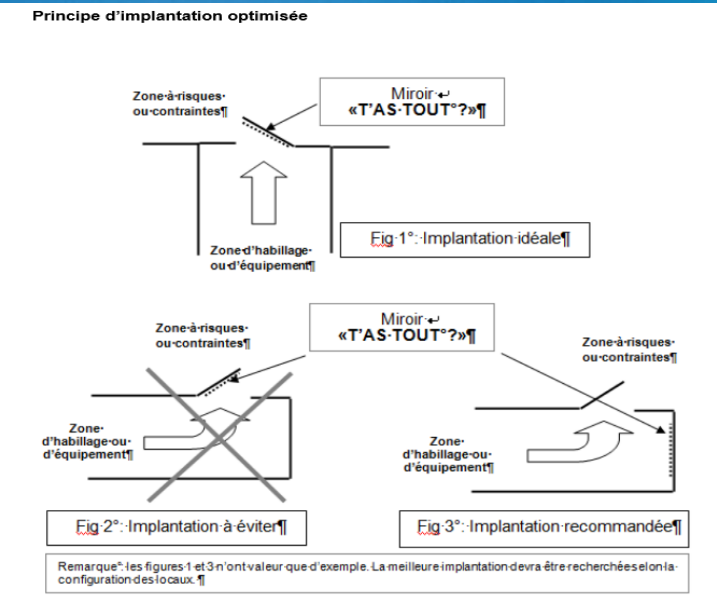 Principe d’implantation optimisée
Zone·à·risques·
ou·contraintes¶
Miroir·↵
«T’AS·TOUT°?»¶
Zone·d’habillage·
ou·d’équipement¶
Fig·1°:·Implantation·idéale¶
Zone·à·risques·
ou·contraintes¶
Miroir·↵
«T’AS·TOUT°?»¶
Zone·à·risques·
ou·contraintes¶
Zone·
d’habillage·ou·
d’équipement¶
Zone·
d’habillage·ou·
d’équipement¶
Fig·2°:·Implantation·à·éviter¶
Fig·3°:·Implantation·recommandée¶
Remarque°:·les·figures·1·et·3·n’ont·valeur·que·d’exemple.·La·meilleure·implantation·devra·être·recherchée·selon·la·
configuration·des·locaux.·¶